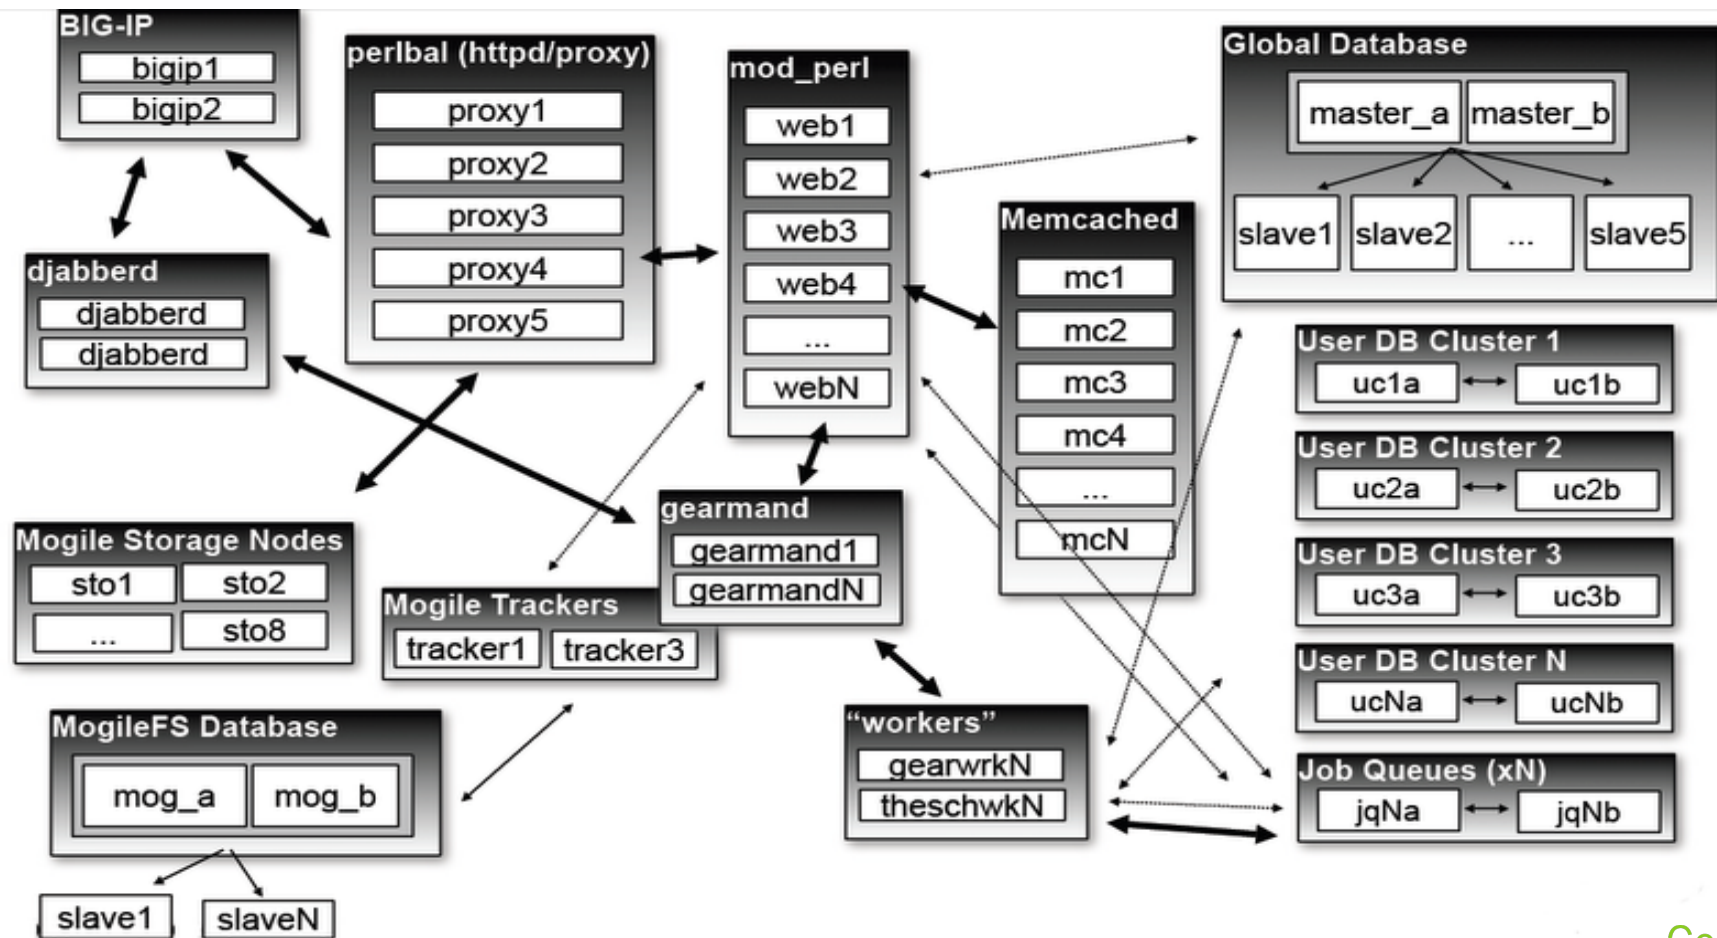 BIG-IP
bigip1
bigip2
perlbal (httpd/proxy)
proxy1
proxy2
proxy3
proxy4
proxy5
mod_perl
web1
web2
web3
web4
...
webN
Global Database
master_a
master_b
slave1
slave2
...
slave5
Memcached
mc1
mc2
mc3
mc4
...
mcN
djabberd
djabberd
djabberd
User DB Cluster 1
uc1a
uc1b
User DB Cluster 2
uc2a
uc2b
User DB Cluster 3
uc3a
uc3b
User DB Cluster N
ucNa
ucNb
Job Queues (xN)
jqNa
jqNb
gearmand
gearmand1
gearmandN
Mogile Storage Nodes
sto1
sto2
...
sto8
Mogile Trackers
tracker1
tracker3
MogileFS Database
mog_a
mog_b
slave1
slaveN
“workers”
gearwrkN
theschwkN